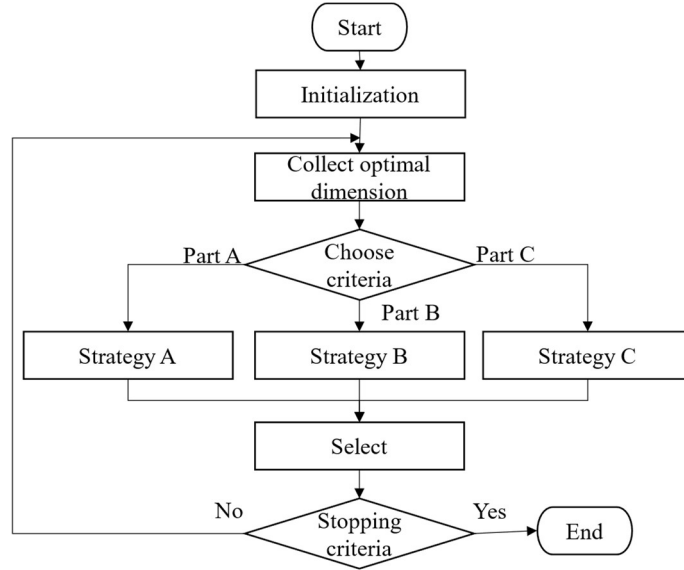 Start
Initialization
Collect optimal
dimension
Part A
Choose
criteria
Part C
Part B
Strategy A
Strategy B
Strategy C
Select
No
Stopping
criteria
Yes
End